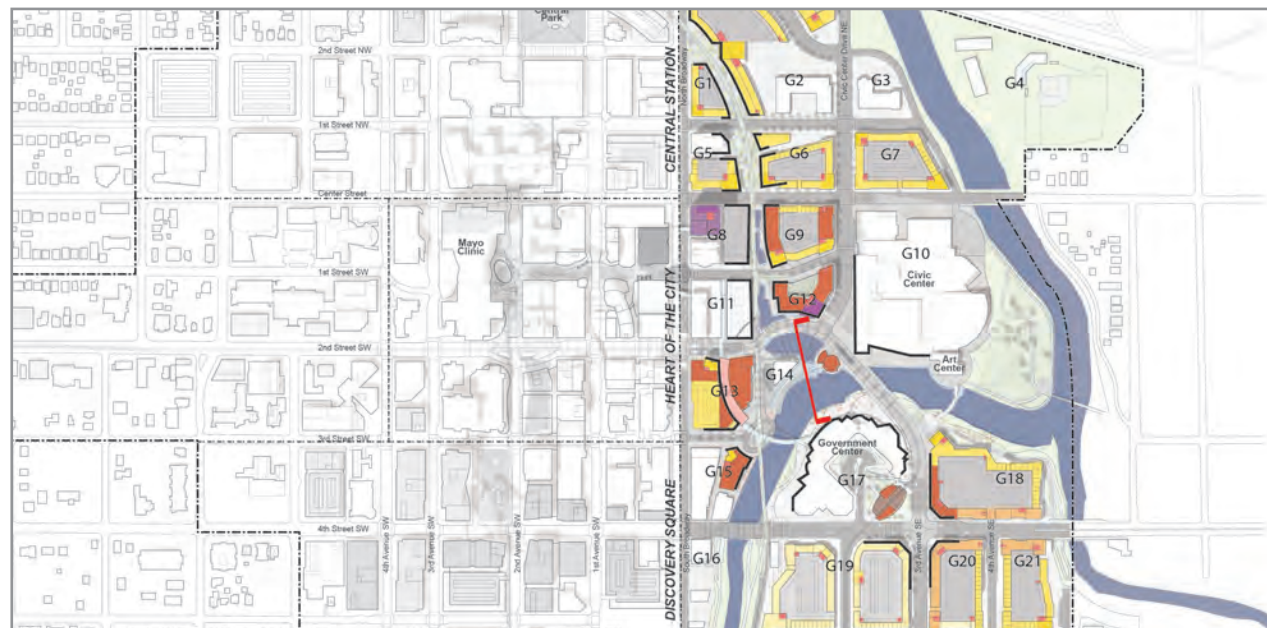 Central
Park
2nd Street NW
1st Street NW
Center Street
Mayo
Clinic
1st Street SW
2nd Street SW
3rd Street SW
4th Street SW
4th Avenue SW
3rd Avenue SW
2nd Avenue SW
1st Avenue SW
CENTRAL STATION
HEART OF THE CITY
DISCOVERY SQUARE
North Broadway
South Broadway
Civic Center Drive NE
3rd Avenue SE
4th Avenue SE
G1
G2
G3
G4
G5
G6
G7
G8
G9
G10
Civic
Center
G11
G12
Art
Center
G13
G14
Government
Center
G15
G16
G17
G18
G19
G20
G21